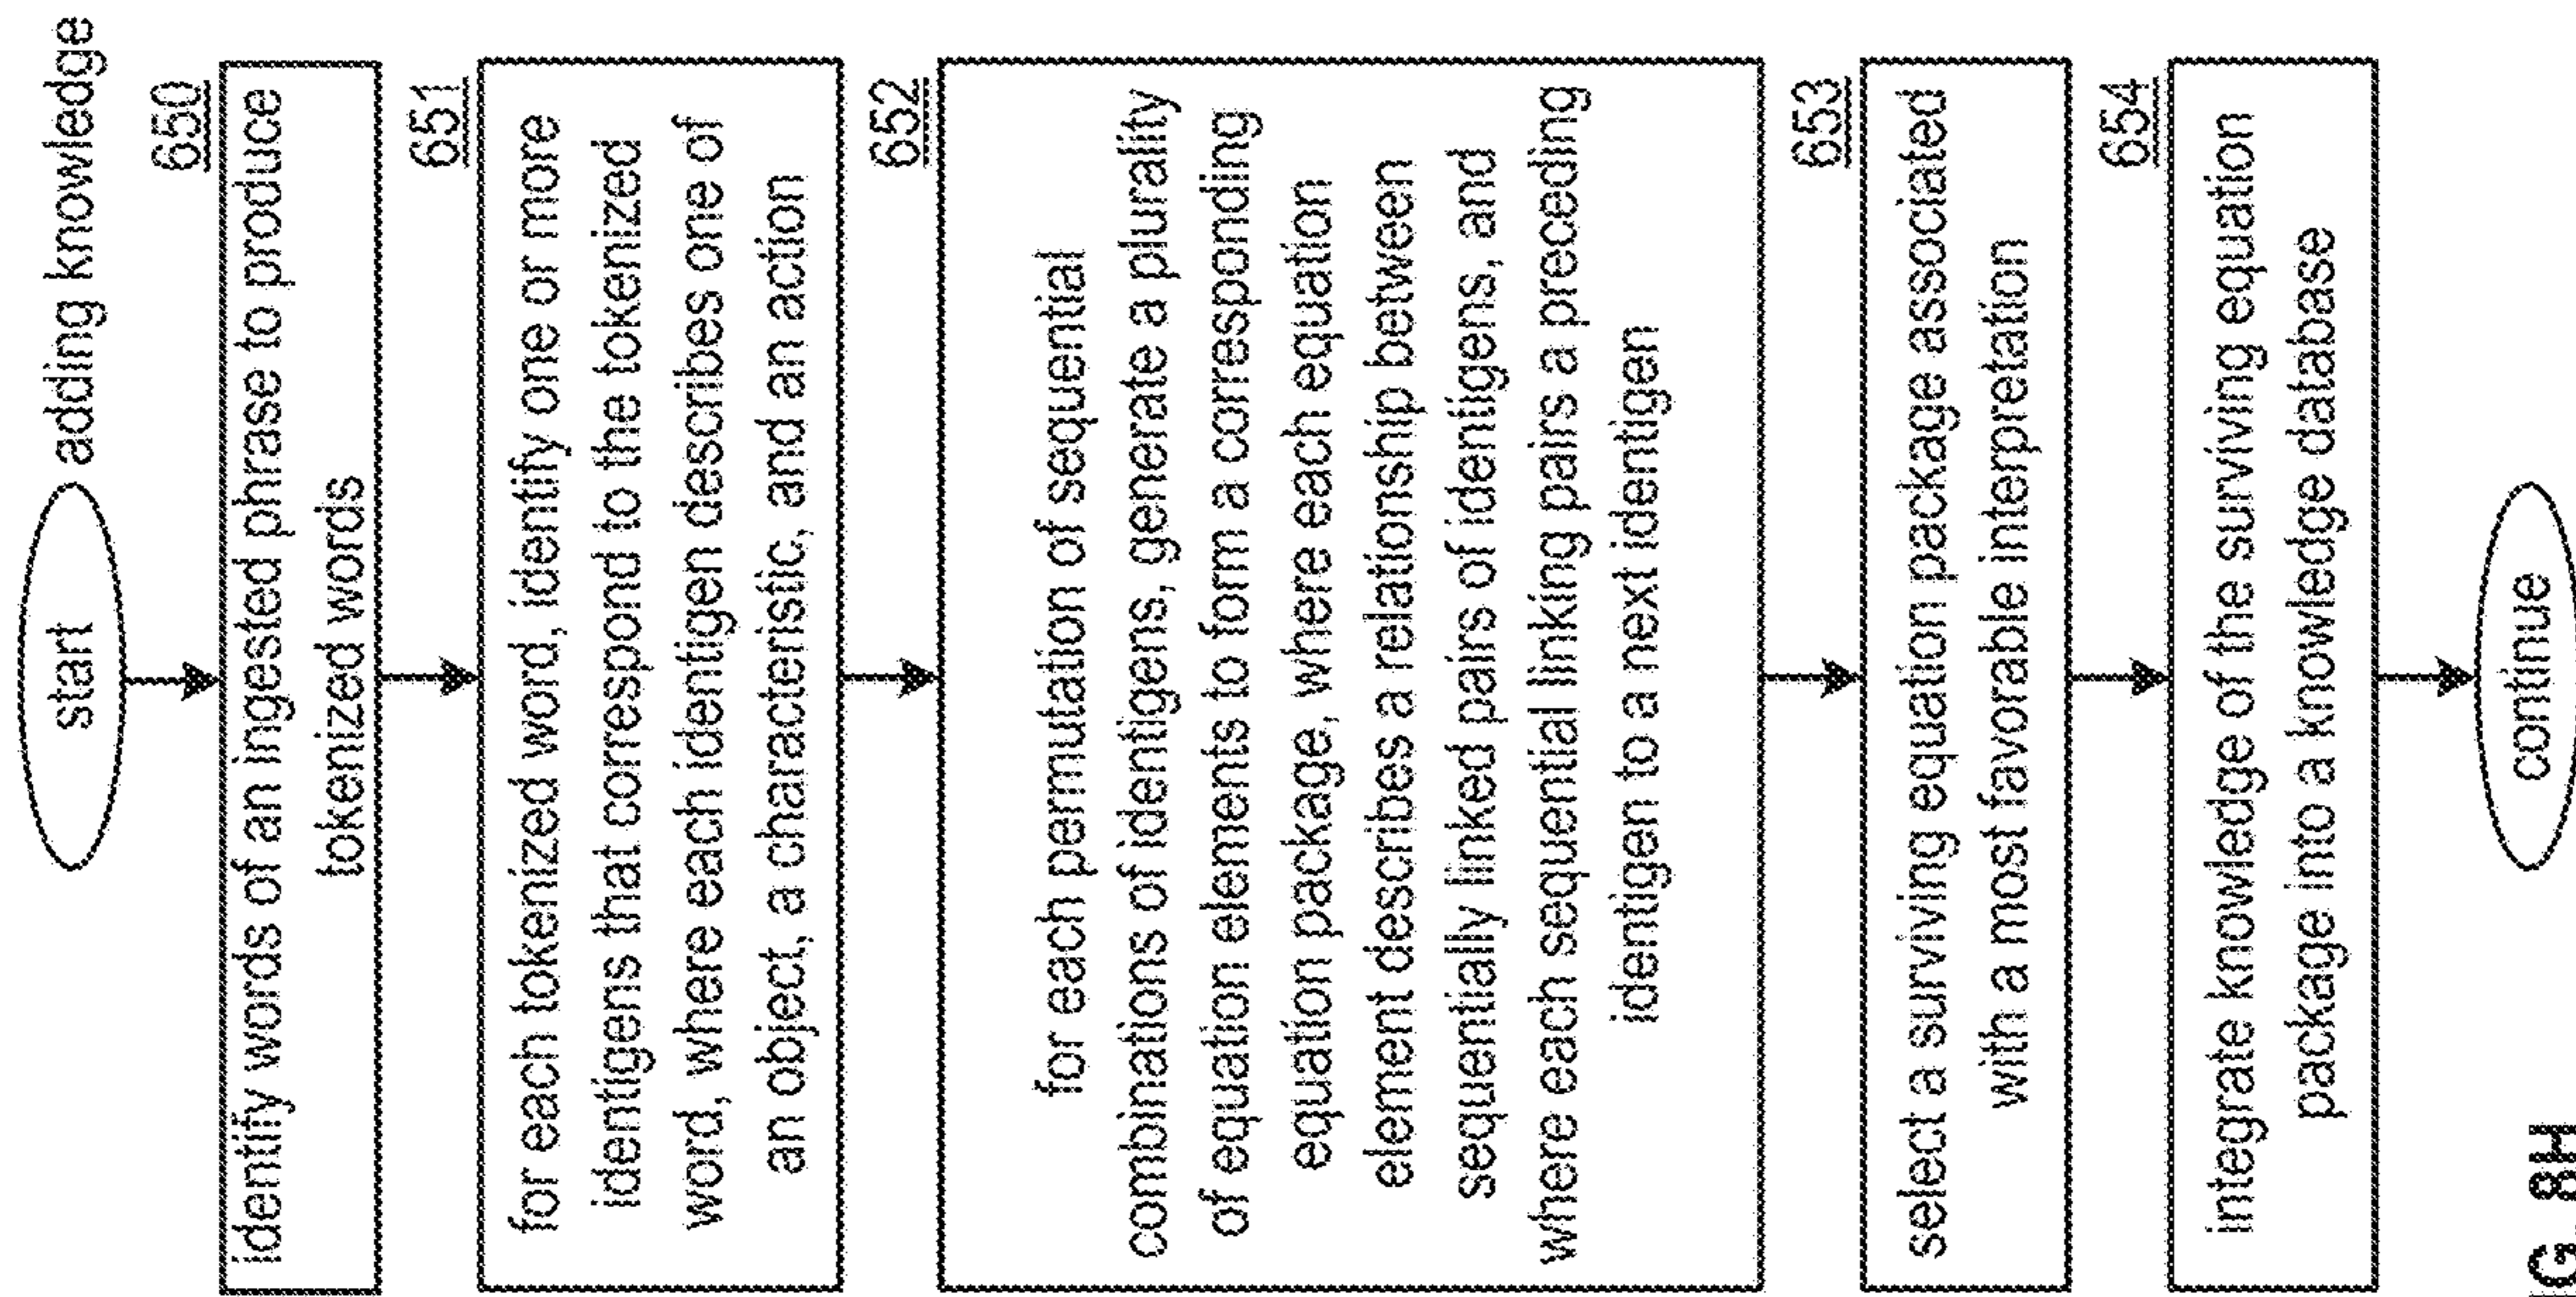 start
adding knowledge
650
identify words of an ingested phrase to produce
tokenized words
651
for each tokenized word, identify one or more
identigens that correspond to the tokenized
word, where each identigen describes one of
an object, a characteristic, and an action
652
for each permutation of sequential
combinations of identigens, generate a plurality
of equation elements to form a corresponding
equation package, where each equation
element describes a relationship between
sequentially linked pairs of identigens, and
where each sequential linking pairs a preceding
identigen to a next identigen
653
select a surviving equation package associated
with a most favorable interpretation
654
integrate knowledge of the surviving equation
package into a knowledge database
continue
IG. 8H